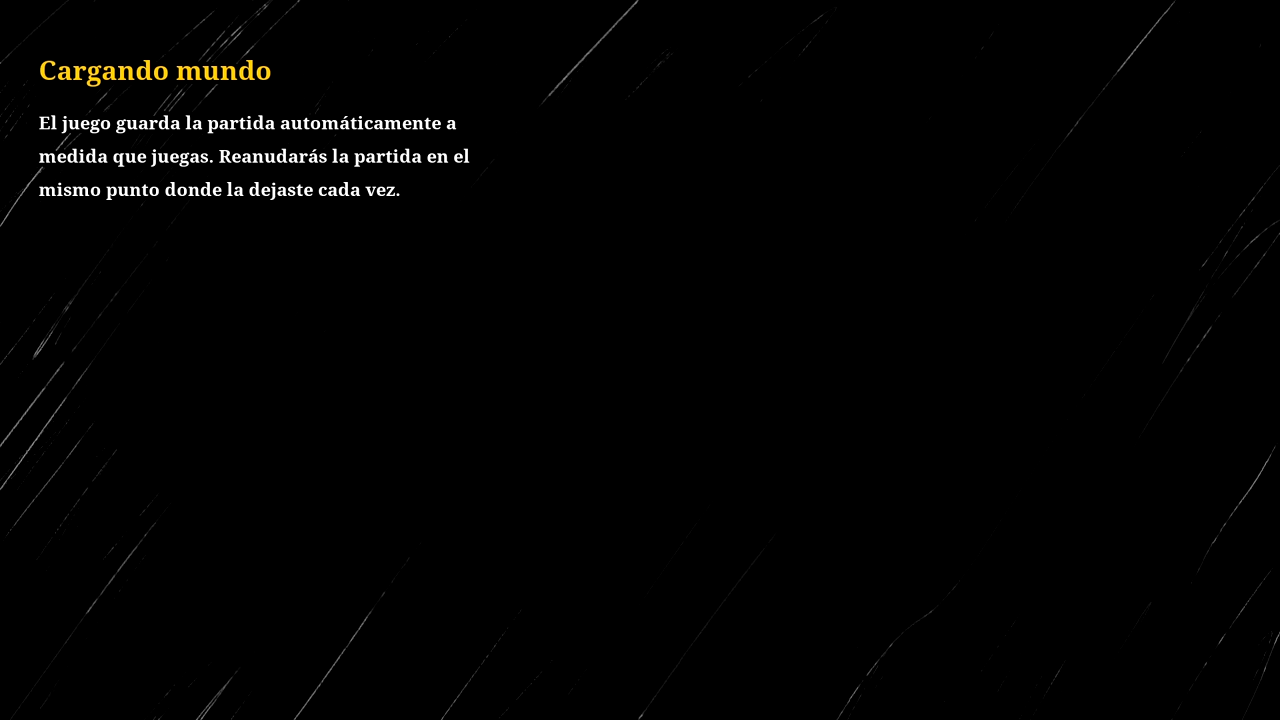 Cargando mundo
El juego guarda la partida automáticamente a
medida que juegas. Reanudarás la partida en el
mismo punto donde la dejaste cada vez.